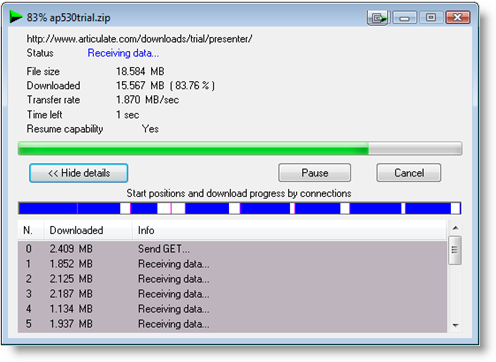 83% ap530trial.zip
http://www.articulate.com/downloads/trial/presenter/
Status Receiving data...
File size 18.584 MB
Downloaded 15.567 MB ( 83.76 % )
Transfer rate 1.870 MB/sec
Time left 1 sec
Resume capability Yes
<< Hide details Pause Cancel
Start positions and download progress by connections
N. Downloaded Info
0 2.409 MB Send GET...
1 1.852 MB Receiving data...
2 2.125 MB Receiving data...
3 2.187 MB Receiving data...
4 1.134 MB Receiving data...
5 1.937 MB Receiving data...